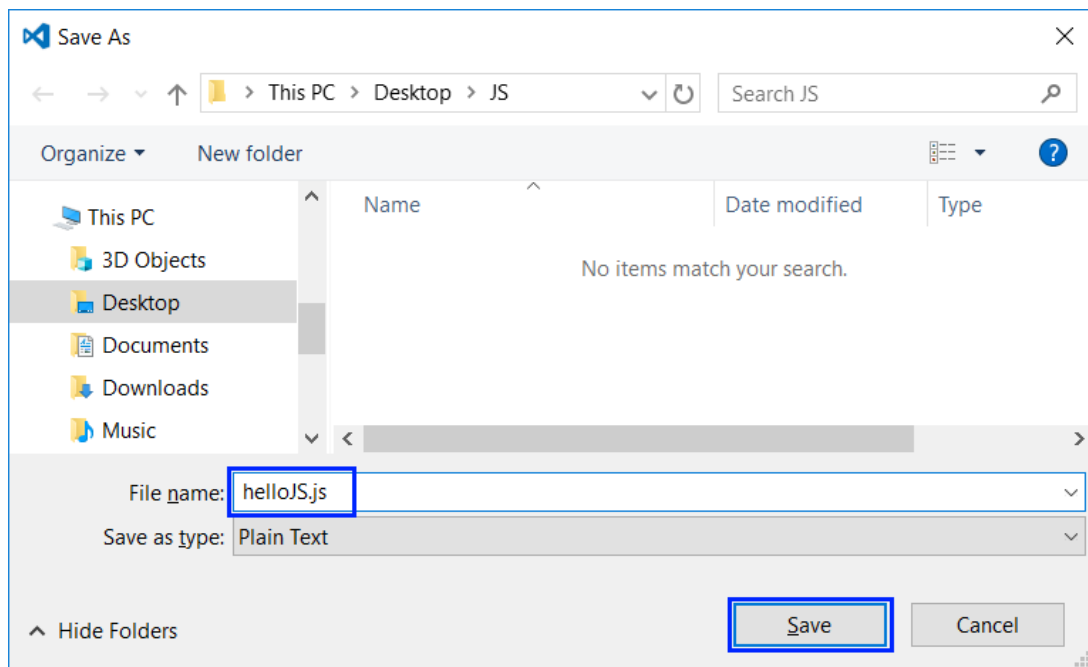 Save As
This PC > Desktop > JS
Search JS
Organize
New folder
?
Name
Date modified
Type
This PC
3D Objects
Desktop
Documents
Downloads
Music
No items match your search.
File name: helloJS.js
Save as type: Plain Text
Hide Folders
Save
Cancel